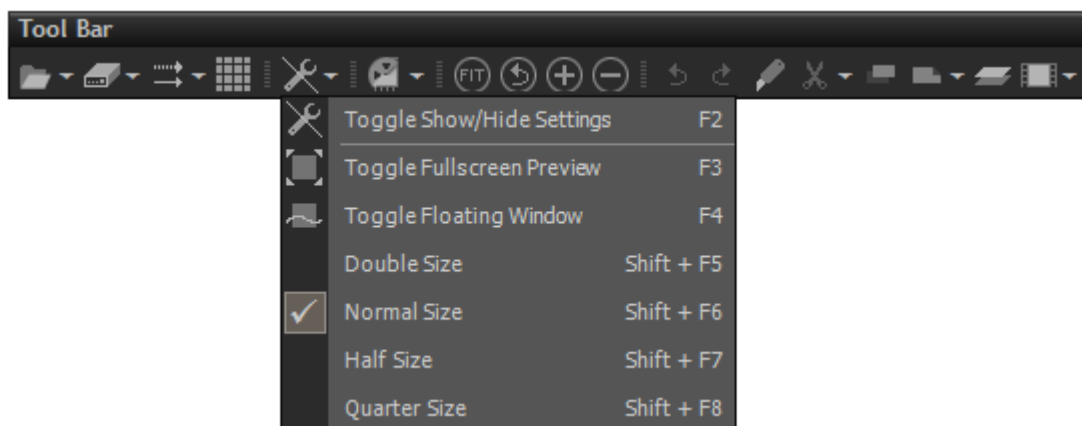 Tool Bar
FIT
Toggle Show/Hide Settings F2
Toggle Fullscreen Preview F3
Toggle Floating Window F4
Double Size Shift + F5
Normal Size Shift + F6
Half Size Shift + F7
Quarter Size Shift + F8